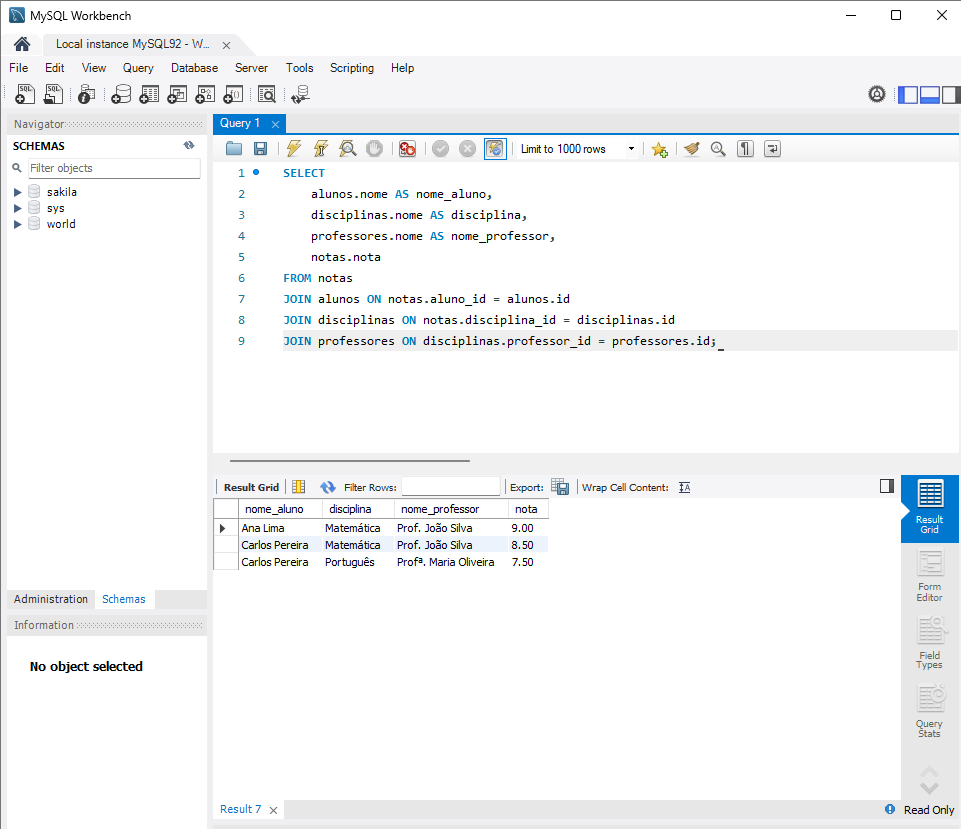 MySQL Workbench
Local instance MySQL92 - W...
File Edit View Query Database Server Tools Scripting Help
Navigator
SCHEMAS
Filter objects
sakila
sys
world
Administration Schemas
Information
No object selected
Query 1
Limit to 1000 rows
1 SELECT
2 alunos.nome AS nome_aluno,
3 disciplinas.nome AS disciplina,
4 professores.nome AS nome_professor,
5 notas.nota
6 FROM notas
7 JOIN alunos ON notas.aluno_id = alunos.id
8 JOIN disciplinas ON notas.disciplina_id = disciplinas.id
9 JOIN professores ON disciplinas.professor_id = professores.id;
Result Grid Filter Rows: Export: Wrap Cell Content:
nome_aluno disciplina nome_professor nota
Ana Lima Matemática Prof. João Silva 9.00
Carlos Pereira Matemática Prof. João Silva 8.50
Carlos Pereira Português Profª. Maria Oliveira 7.50
Result
Grid
Form
Editor
Field
Types
Query
Stats
Result 7
Read Only